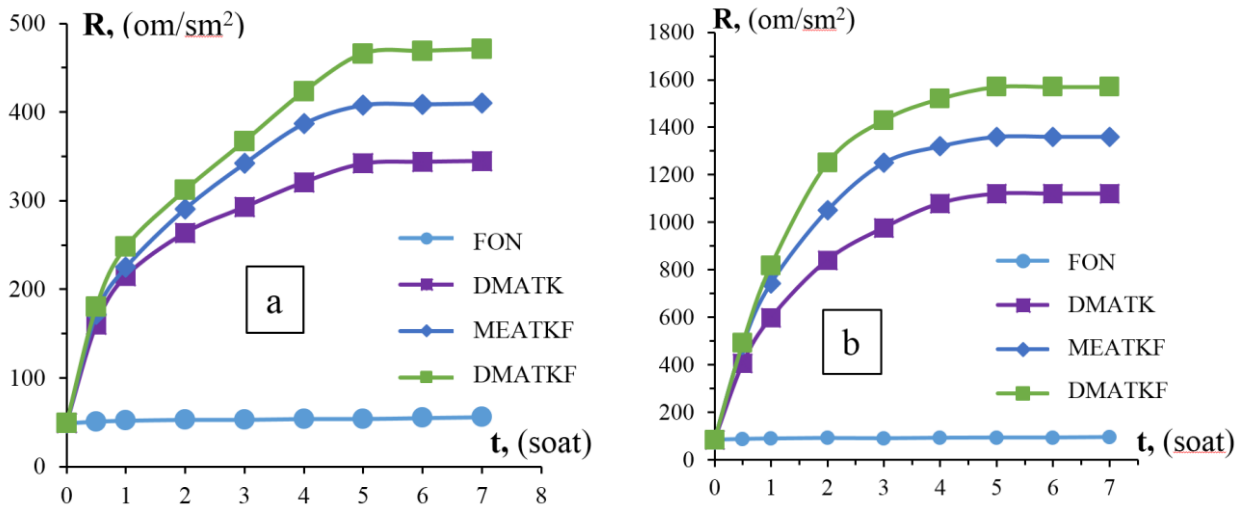 R, (om/sm²)
500
400
300
200
100
0
0 1 2 3 4 5 6 7 8
t, (soat)
FON
DMATK
MEATKF
DMATKF
a
R, (om/sm²)
1800
1600
1400
1200
1000
800
600
400
200
0
0 1 2 3 4 5 6 7
t, (soat)
FON
DMATK
MEATKF
DMATKF
b